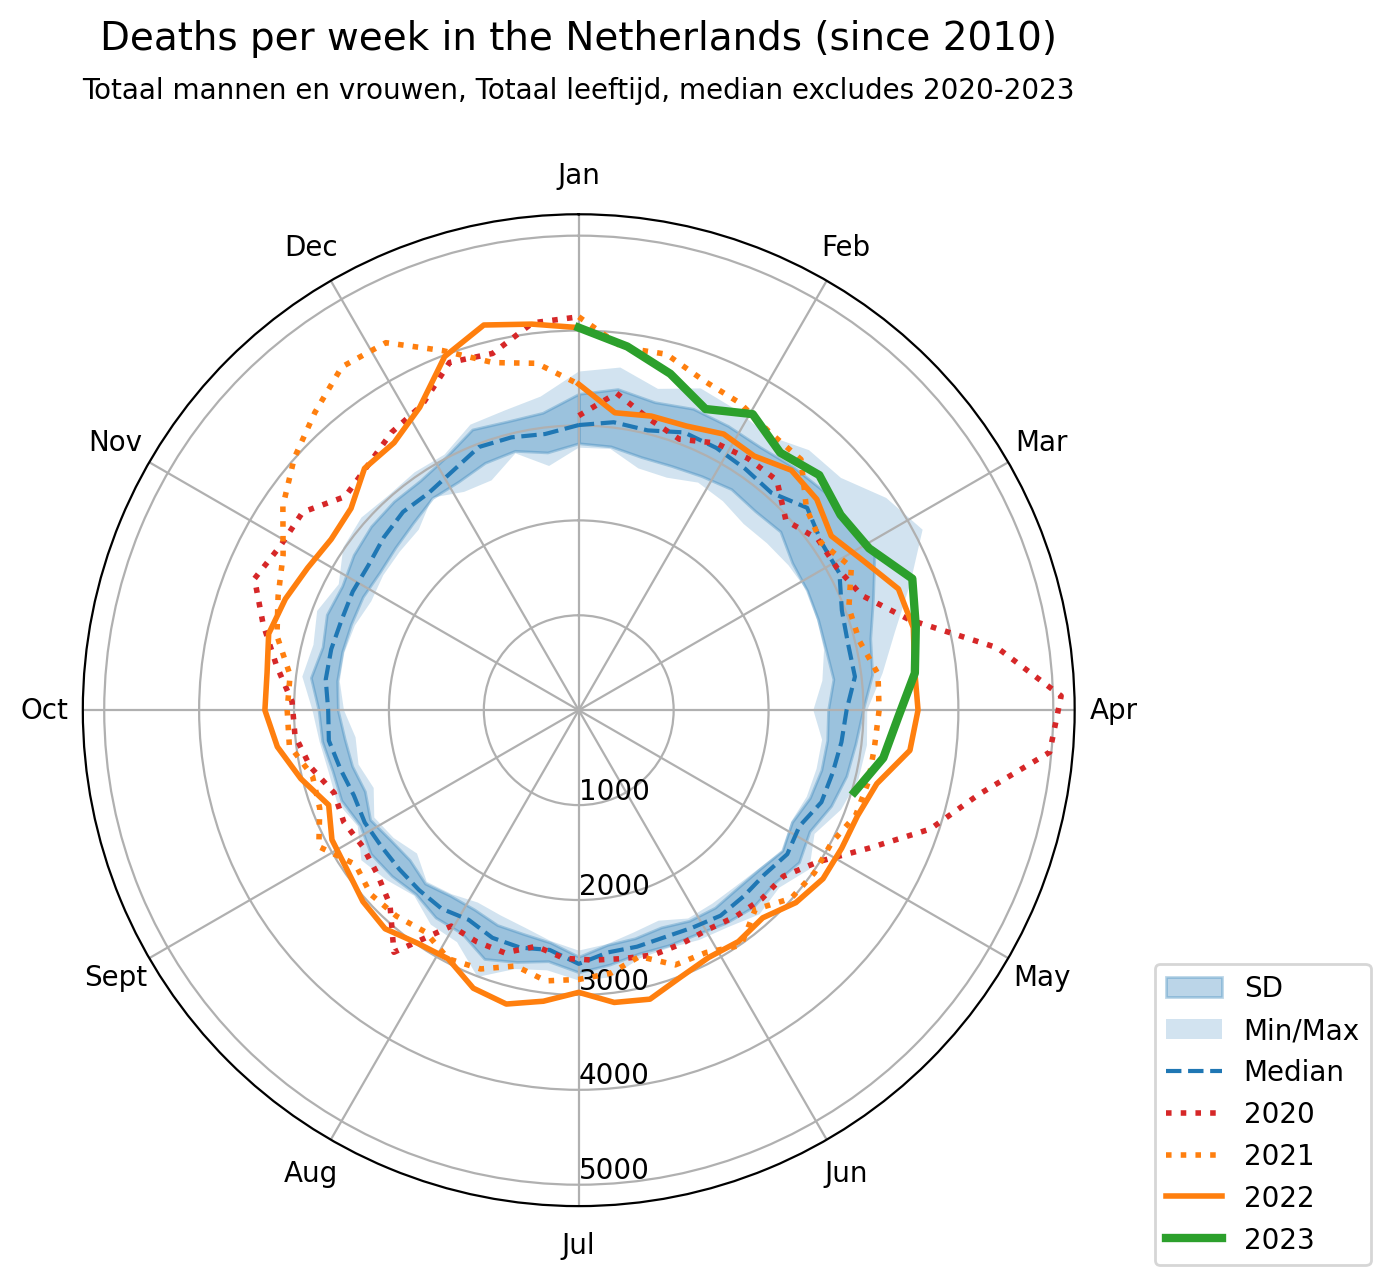 Deaths per week in the Netherlands (since 2010)
Totaal mannen en vrouwen, Totaal leeftijd, median excludes 2020-2023
Jan
Dec
Feb
Nov
Mar
Oct
Apr
1000
2000
Sept
3000
May
4000
Aug
5000
Jun
Jul
SD
Min/Max
Median
2020
2021
2022
2023